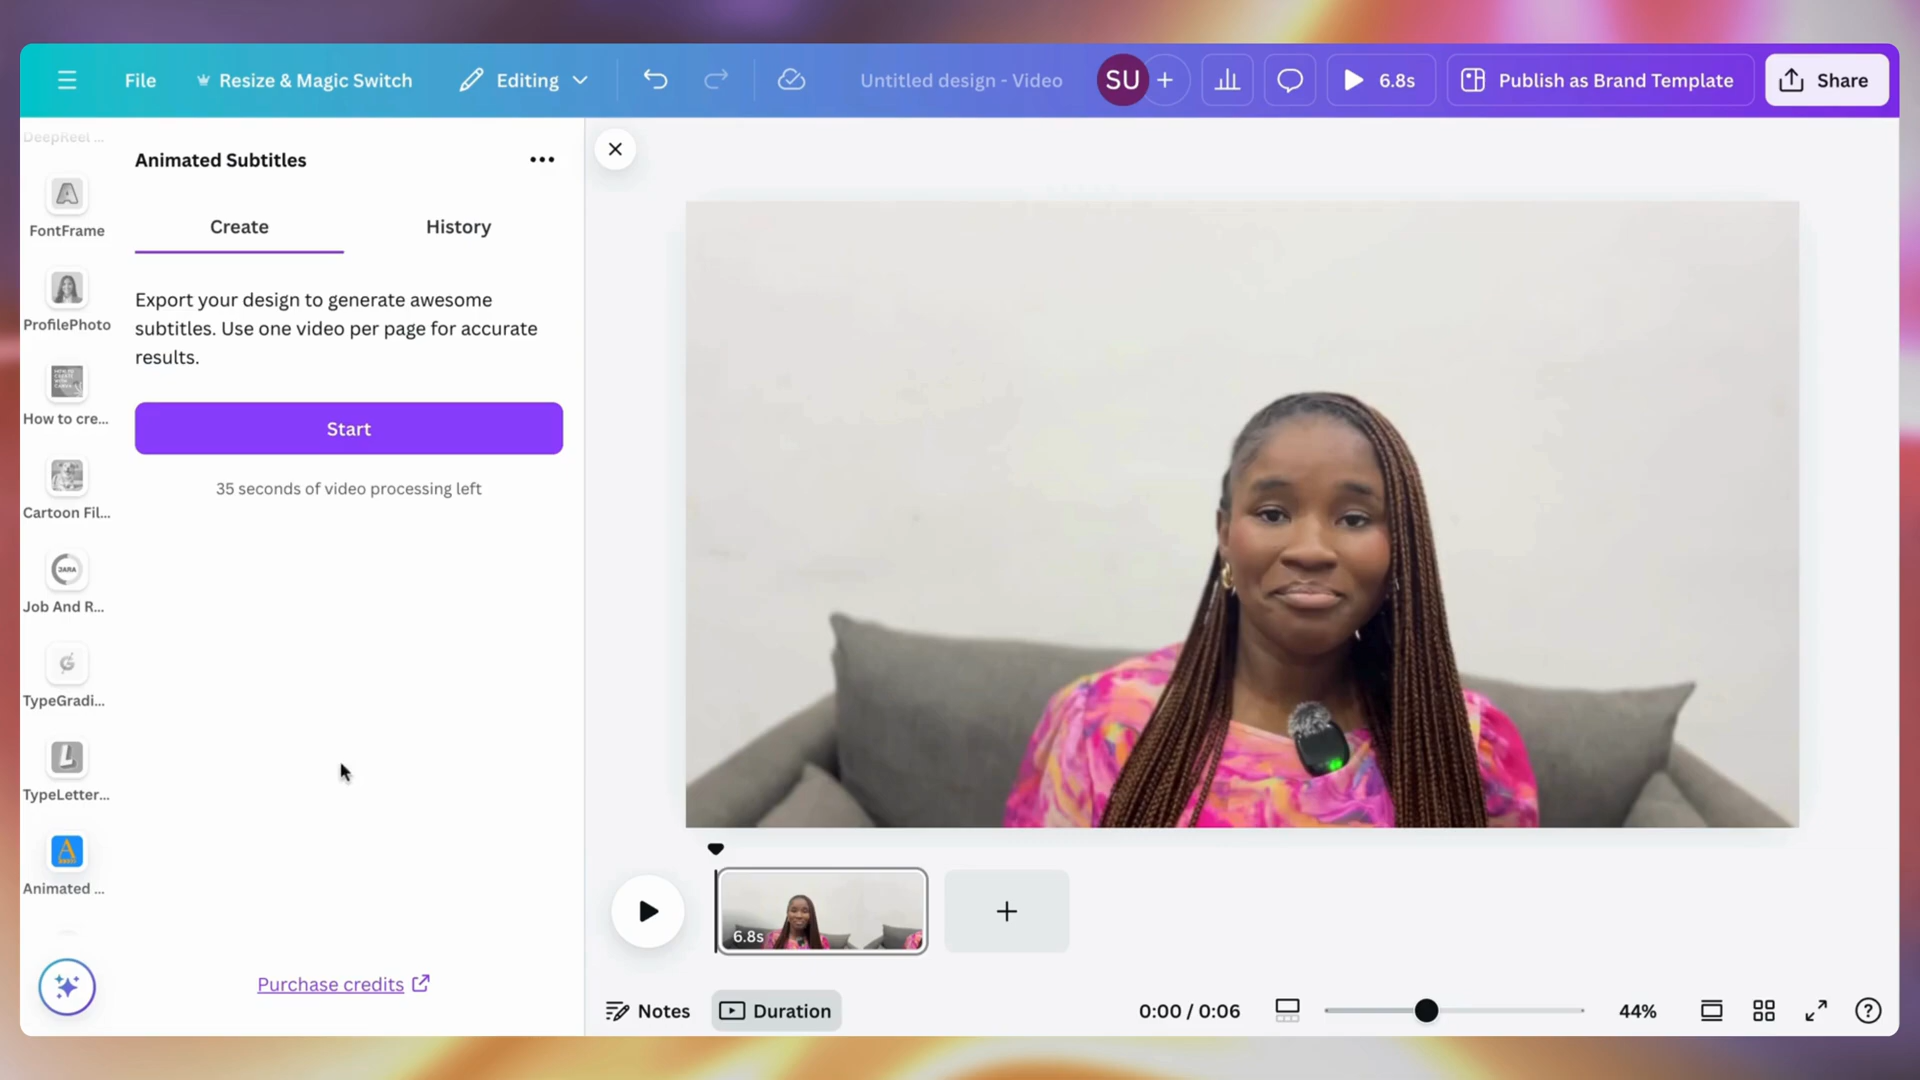 File
Resize & Magic Switch
Editing
Untitled design - Video
SU
6.8s
Publish as Brand Template
Share
DeepReel ...
FontFrame
ProfilePhoto
How to cre...
Cartoon Fil...
JARA
Job And R...
TypeGradi...
TypeLetter...
Animated ...
Animated Subtitles
Create
History
Export your design to generate awesome
subtitles. Use one video per page for accurate
results.
Start
35 seconds of video processing left
Purchase credits
6.8s
Notes
Duration
0:00 / 0:06
44%